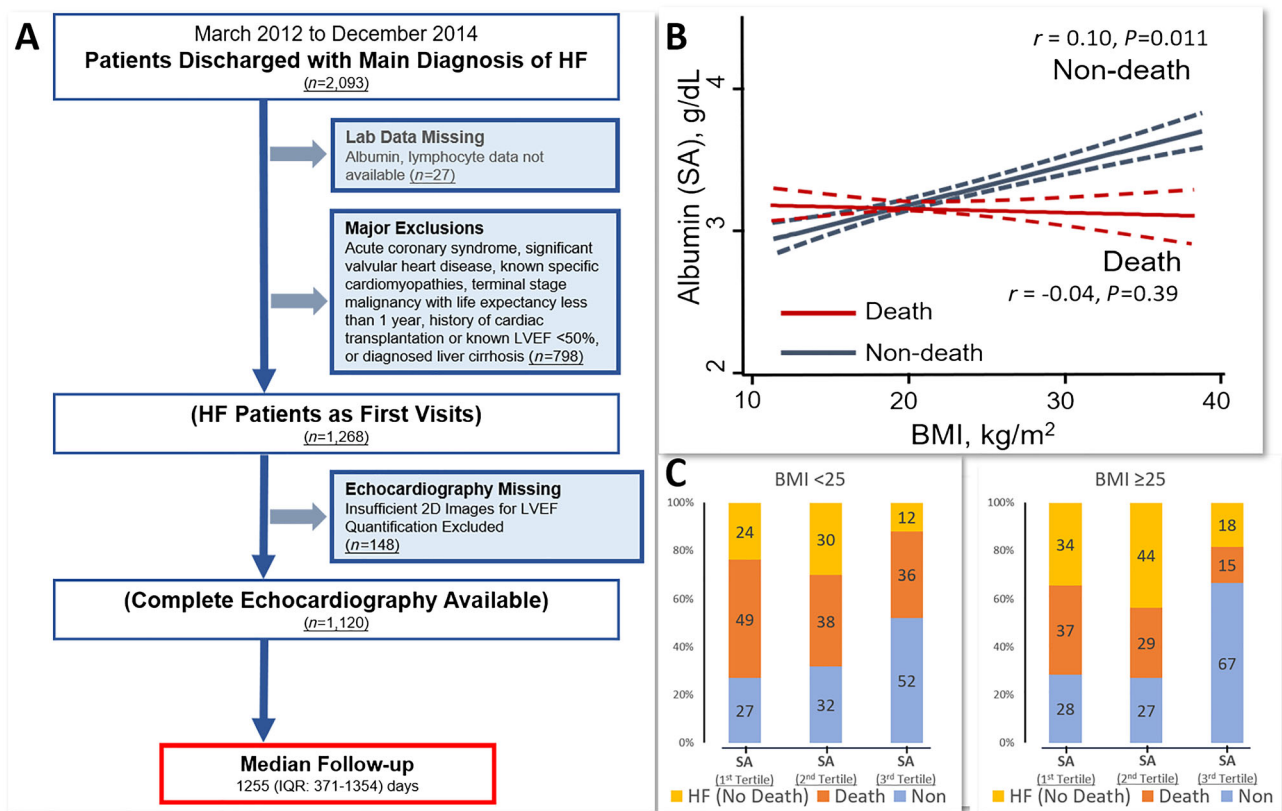 A
March 2012 to December 2014
Patients Discharged with Main Diagnosis of HF
(n=2,093)
Lab Data Missing
Albumin, lymphocyte data not
available (n=27)
Major Exclusions
Acute coronary syndrome, significant
valvular heart disease, known specific
cardiomyopathies, terminal stage
malignancy with life expectancy less
than 1 year, history of cardiac
transplantation or known LVEF <50%,
or diagnosed liver cirrhosis (n=798)
(HF Patients as First Visits)
(n=1,268)
Echocardiography Missing
Insufficient 2D Images for LVEF
Quantification Excluded
(n=148)
(Complete Echocardiography Available)
(n=1,120)
Median Follow-up
1255 (IQR: 371-1354) days
B
r = 0.10, P=0.011
Non-death
Albumin (SA), g/dL
4
3
2
Death
r = -0.04, P=0.39
Death
Non-death
10 20 30 40
BMI, kg/m²
C
BMI <25
100%
80%
60%
40%
20%
0%
24 30 12
49 38 36
27 32 52
SA SA SA
(1st Tertile) (2nd Tertile) (3rd Tertile)
HF (No Death) Death Non
BMI ≥25
100%
80%
60%
40%
20%
0%
34 44 18
37 29 15
28 27 67
SA SA SA
(1st Tertile) (2nd Tertile) (3rd Tertile)
HF (No Death) Death Non